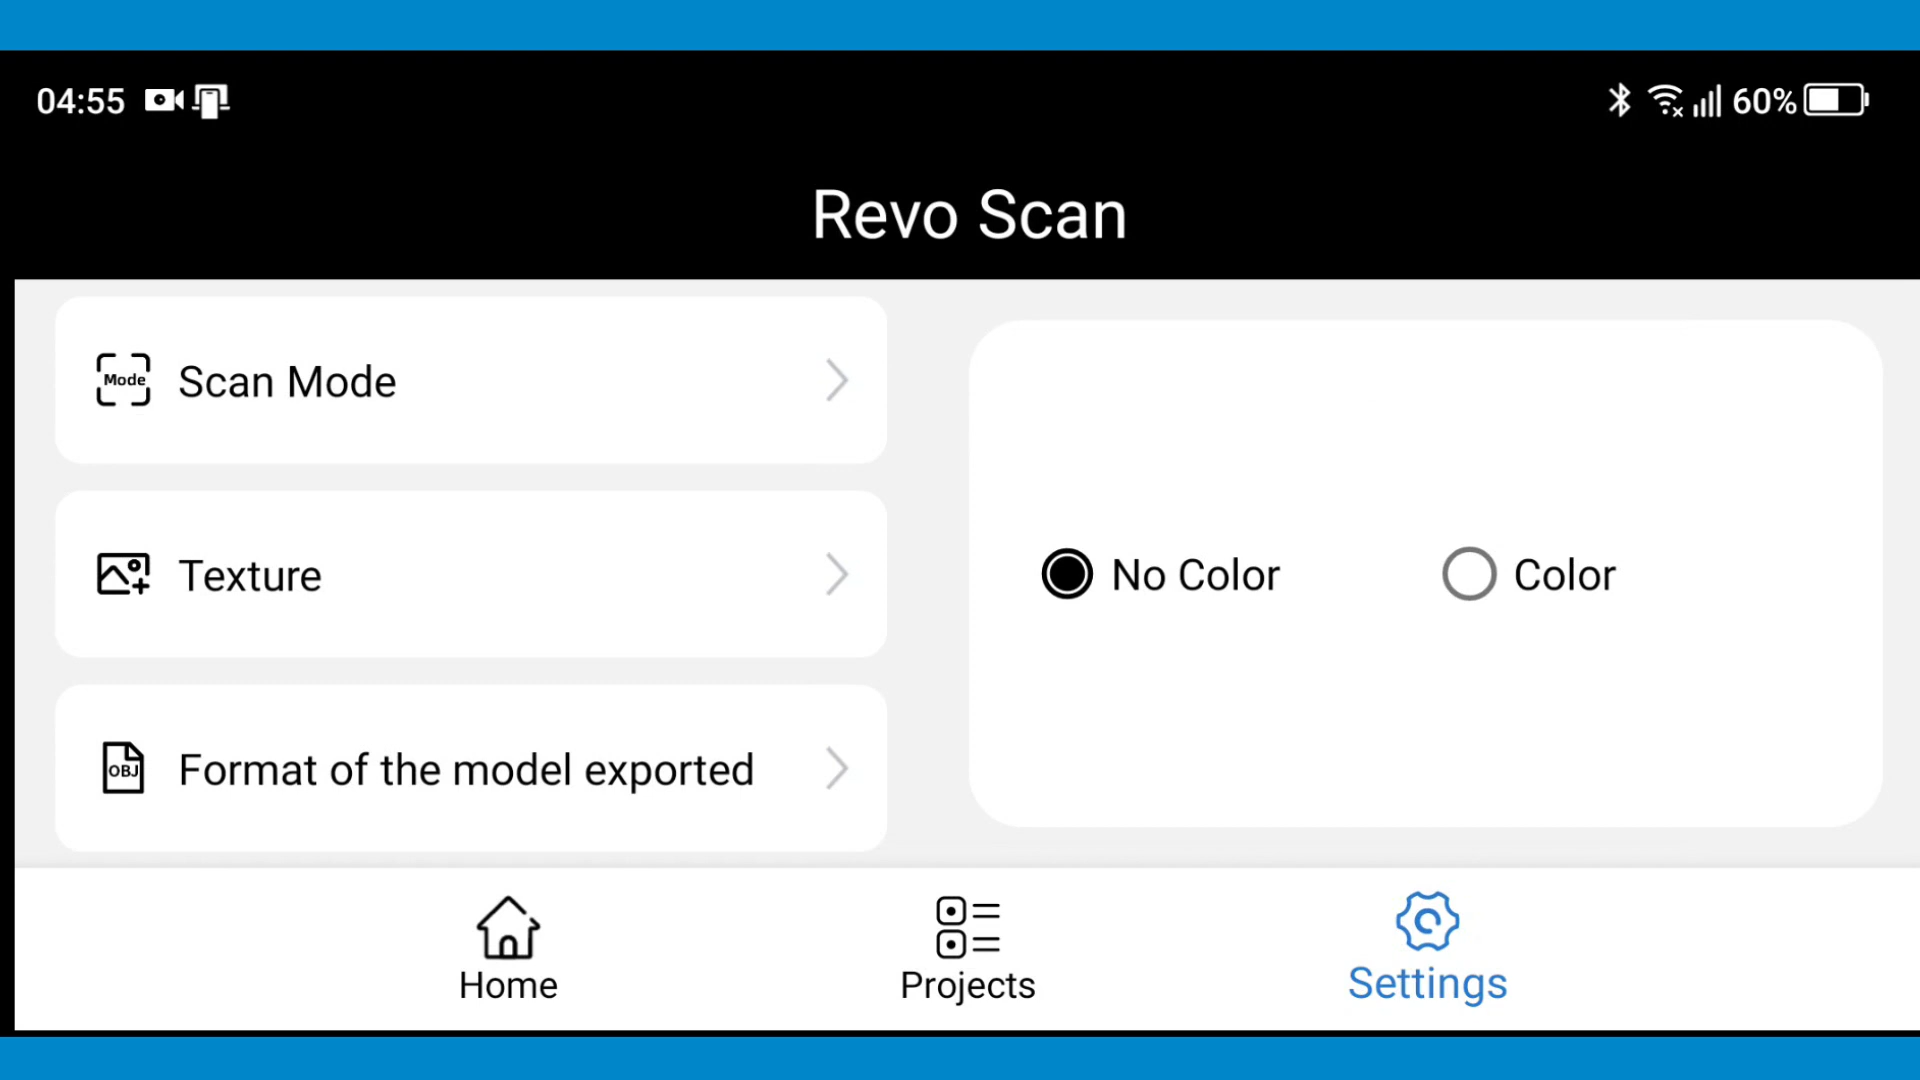 04:55
60%
Revo Scan
Mode
Scan Mode
Texture
OBJ
Format of the model exported
No Color
Color
Home
Projects
Settings